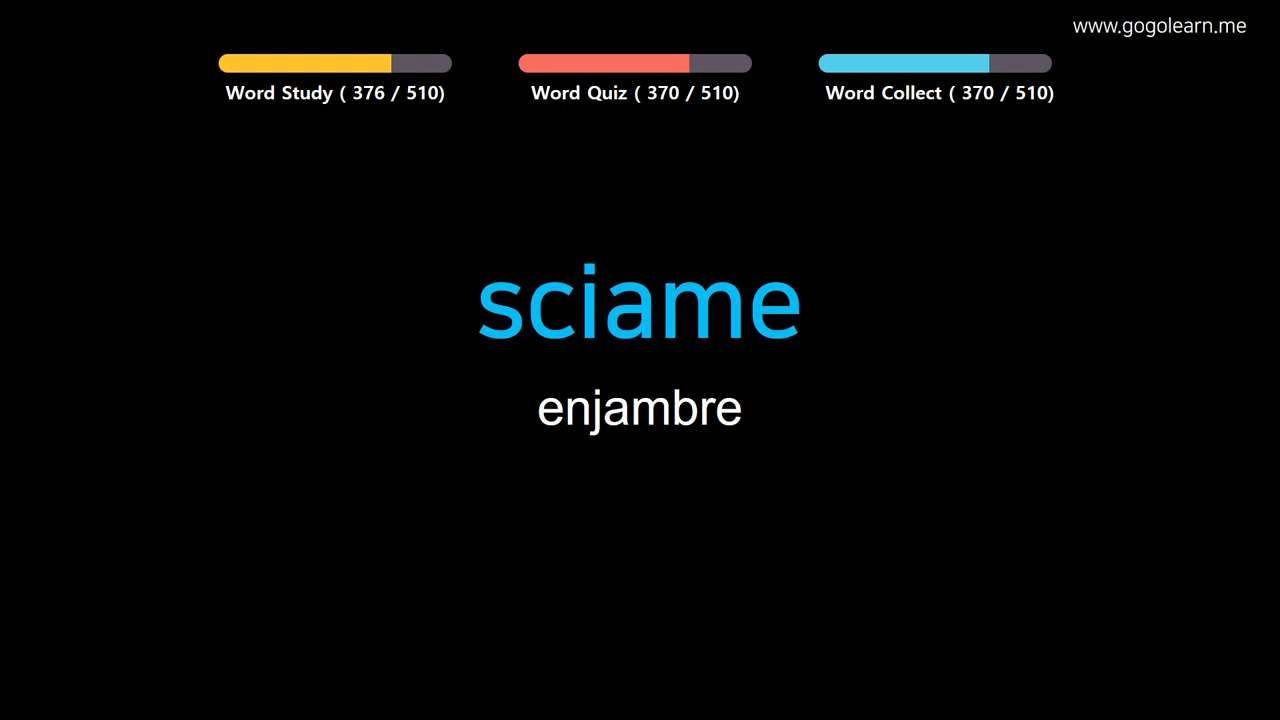 www.gogolearn.me
Word Study ( 376 / 510)
Word Quiz ( 370 / 510)
Word Collect ( 370 / 510)
sciame
enjambre